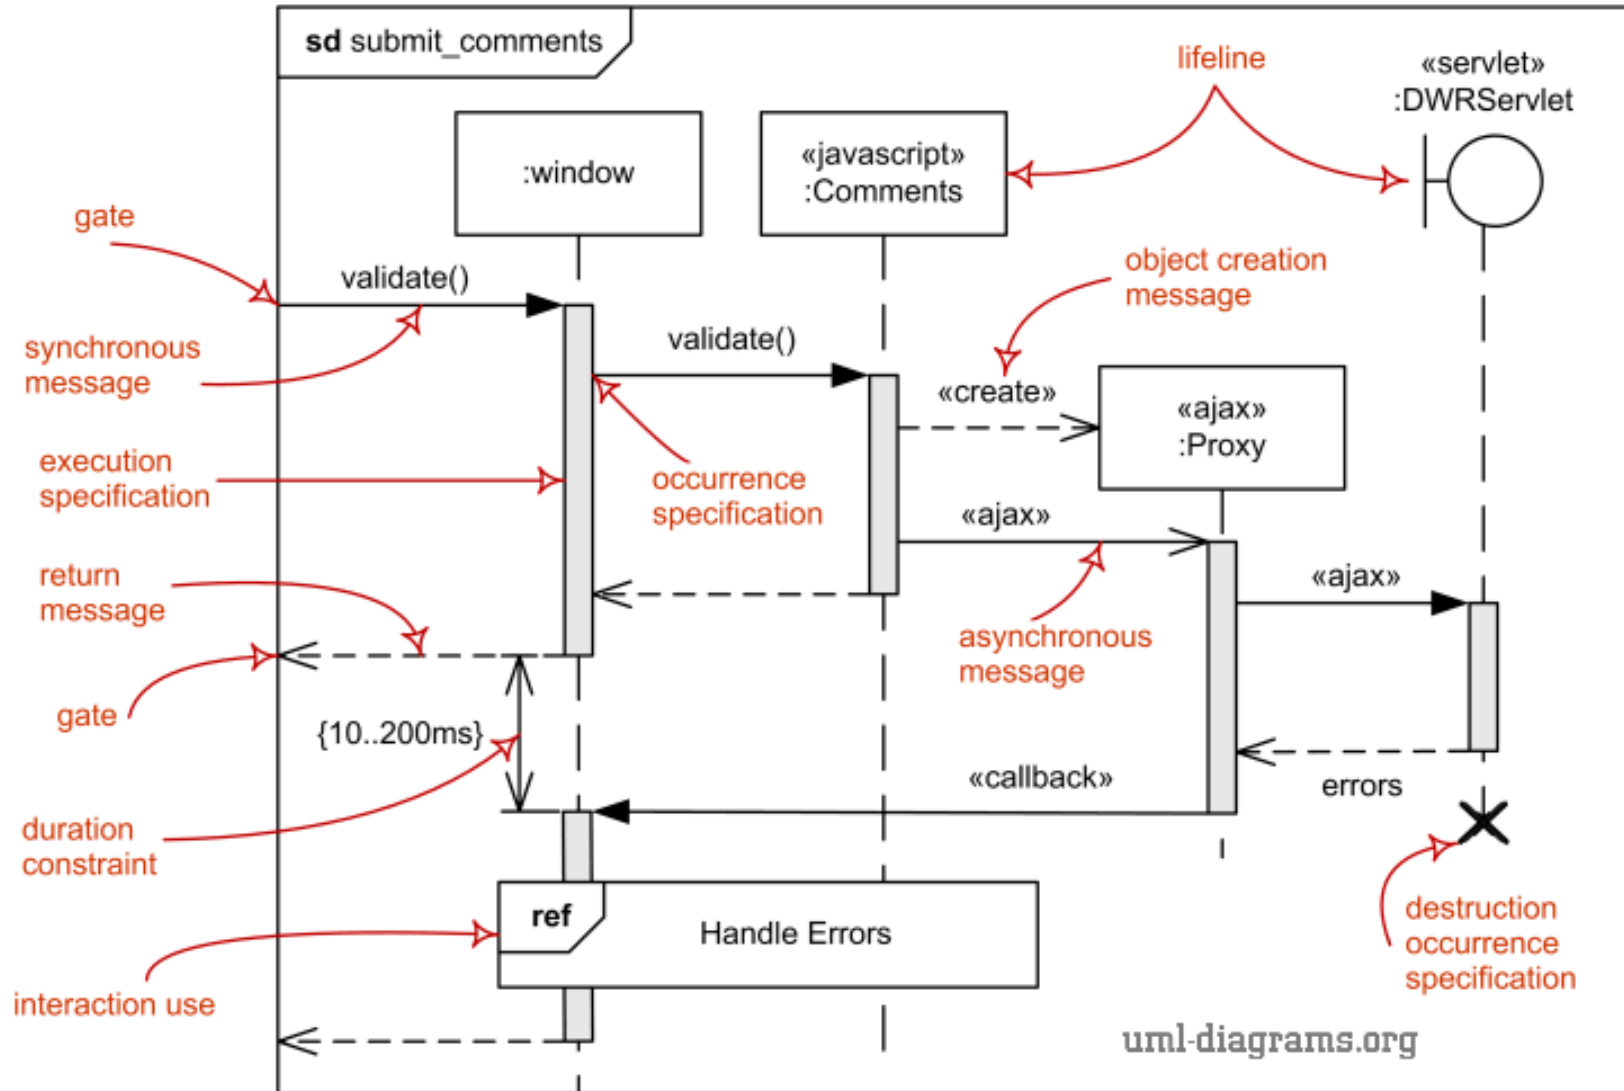 sd submit_comments
lifeline
«servlet»
:DWRServlet
:window
«javascript»
:Comments
gate
validate()
object creation
message
synchronous
message
validate()
«create»
«ajax»
:Proxy
execution
specification
occurrence
specification
«ajax»
return
message
«ajax»
asynchronous
message
gate
{10..200ms}
«callback»
errors
duration
constraint
ref
Handle Errors
destruction
occurrence
specification
interaction use
uml-diagrams.org